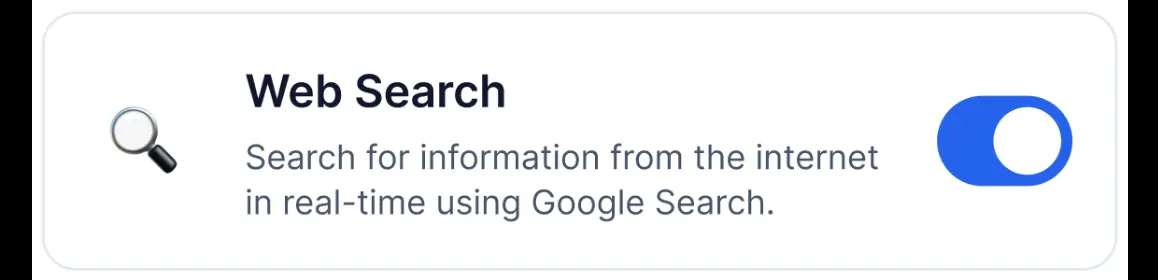 Web Search
Search for information from the internet
in real-time using Google Search.